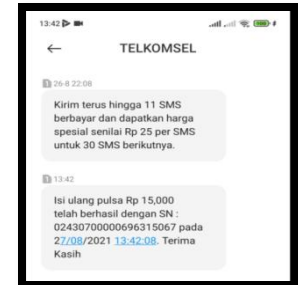 13:42
TELKOMSEL
26-8 22:08
Kirim terus hingga 11 SMS
berbayar dan dapatkan harga
spesial senilai Rp 25 per SMS
untuk 30 SMS berikutnya.
13:42
Isi ulang pulsa Rp 15,000
telah berhasil dengan SN :
02430700000696315067 pada
27/08/2021 13:42:08. Terima
Kasih